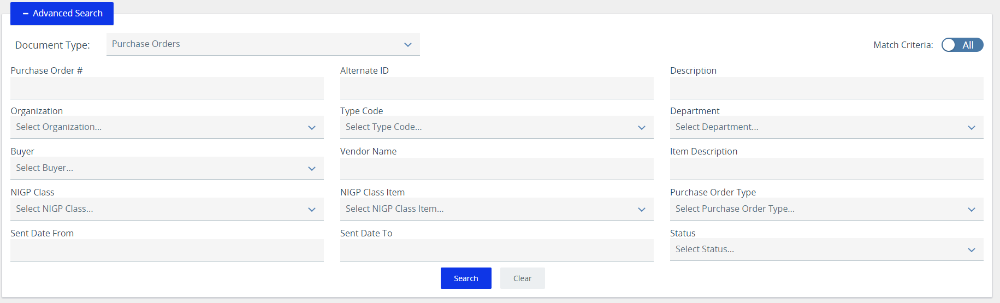 − Advanced Search
Document Type: Purchase Orders Match Criteria: All
Purchase Order # Alternate ID Description
Organization Type Code Department
Select Organization... Select Type Code... Select Department...
Buyer Vendor Name Item Description
Select Buyer...
NIGP Class NIGP Class Item Purchase Order Type
Select NIGP Class... Select NIGP Class Item... Select Purchase Order Type...
Sent Date From Sent Date To Status
Select Status...
Search Clear